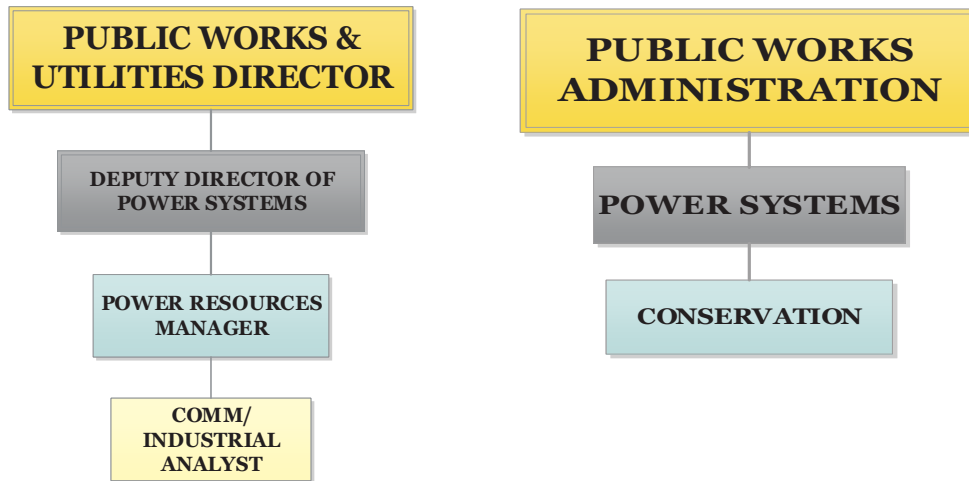 PUBLIC WORKS &
UTILITIES DIRECTOR
DEPUTY DIRECTOR OF
POWER SYSTEMS
POWER RESOURCES
MANAGER
COMM/
INDUSTRIAL
ANALYST
PUBLIC WORKS
ADMINISTRATION
POWER SYSTEMS
CONSERVATION